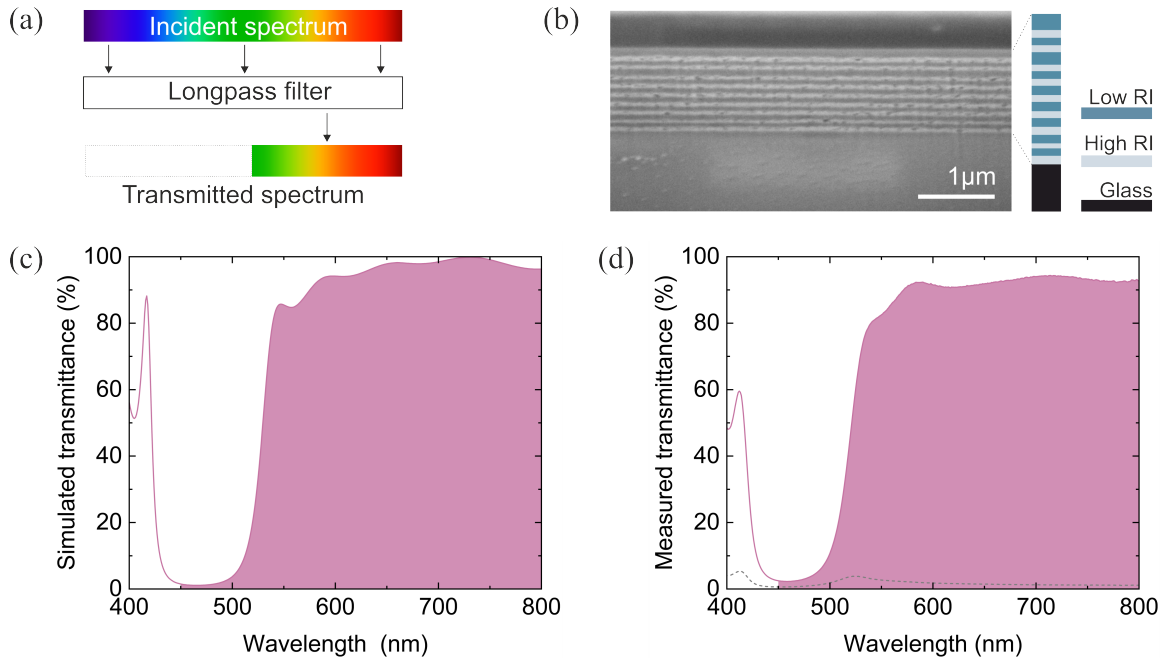 (a)
Incident spectrum
Longpass filter
Transmitted spectrum
(b)
1μm
Low RI
High RI
Glass
(c)
Simulated transmittance (%)
100
80
60
40
20
0
400 500 600 700 800
Wavelength (nm)
(d)
Measured transmittance (%)
100
80
60
40
20
0
400 500 600 700 800
Wavelength (nm)